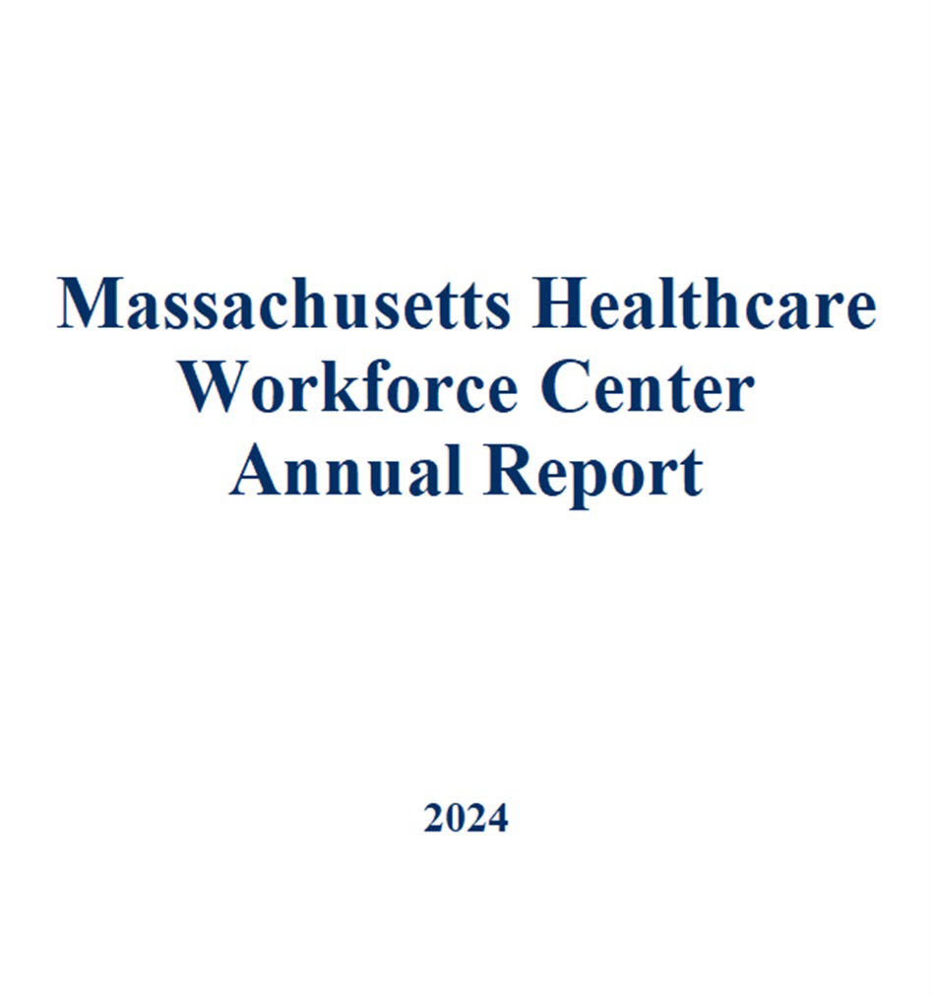 Massachusetts Healthcare
Workforce Center
Annual Report
2024